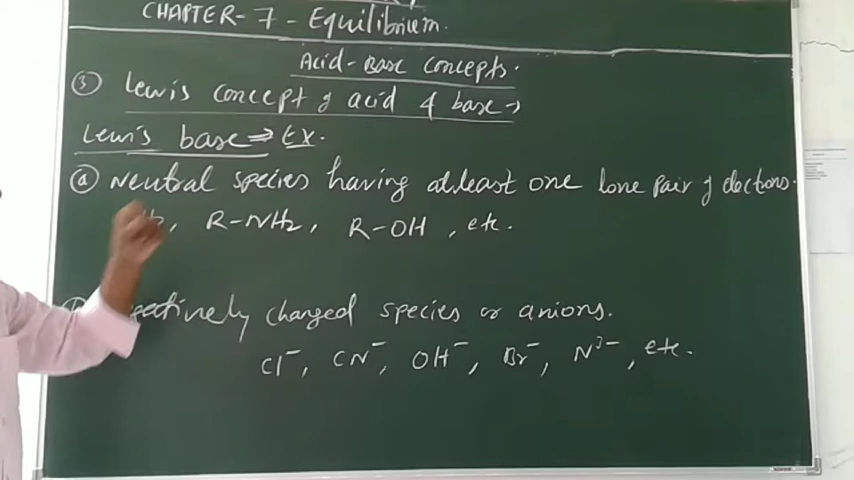 CHAPTER-7-Equilibrium.
Acid-Base Concepts.
③ Lewis concept of acid & base→
Lewis base ⇒ Ex.
ⓐ Neutral species having atleast one lone pair of electrons.
R-NH₂, R-OH, etc.
charged species or anions.
Cl⁻, CN⁻, OH⁻, Br⁻, N³⁻, etc.